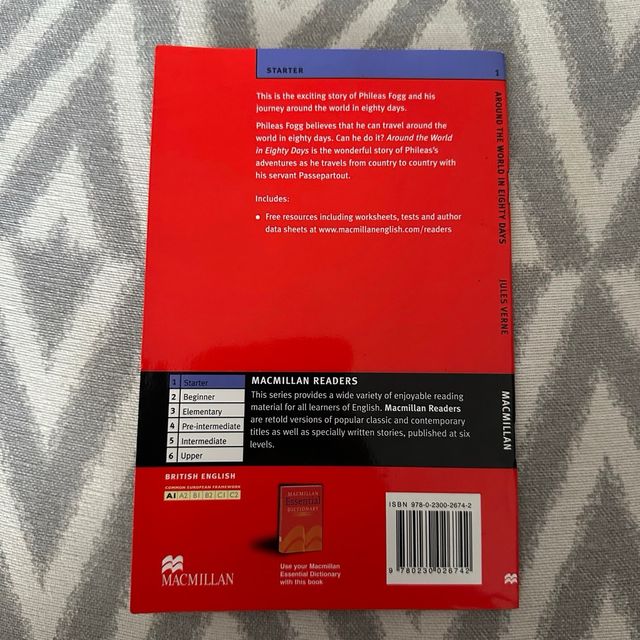 STARTER 1
This is the exciting story of Phileas Fogg and his
journey around the world in eighty days.
Phileas Fogg believes that he can travel around the
world in eighty days. Can he do it? Around the World
in Eighty Days is the wonderful story of Phileas's
adventures as he travels from country to country with
his servant Passepartout.
Includes:
• Free resources including worksheets, tests and author
data sheets at www.macmillanenglish.com/readers
1 Starter
2 Beginner
3 Elementary
4 Pre-intermediate
5 Intermediate
6 Upper
MACMILLAN READERS
This series provides a wide variety of enjoyable reading
material for all learners of English. Macmillan Readers
are retold versions of popular classic and contemporary
titles as well as specially written stories, published at six
levels.
BRITISH ENGLISH
COMMON EUROPEAN FRAMEWORK
A1 A2 B1 B2 C1 C2
MACMILLAN
MACMILLAN
Essential
DICTIONARY
Use your Macmillan
Essential Dictionary
with this book
ISBN 978-0-2300-2674-2
9 780230 026742
AROUND THE WORLD IN EIGHTY DAYS
JULES VERNE
MACMILLAN